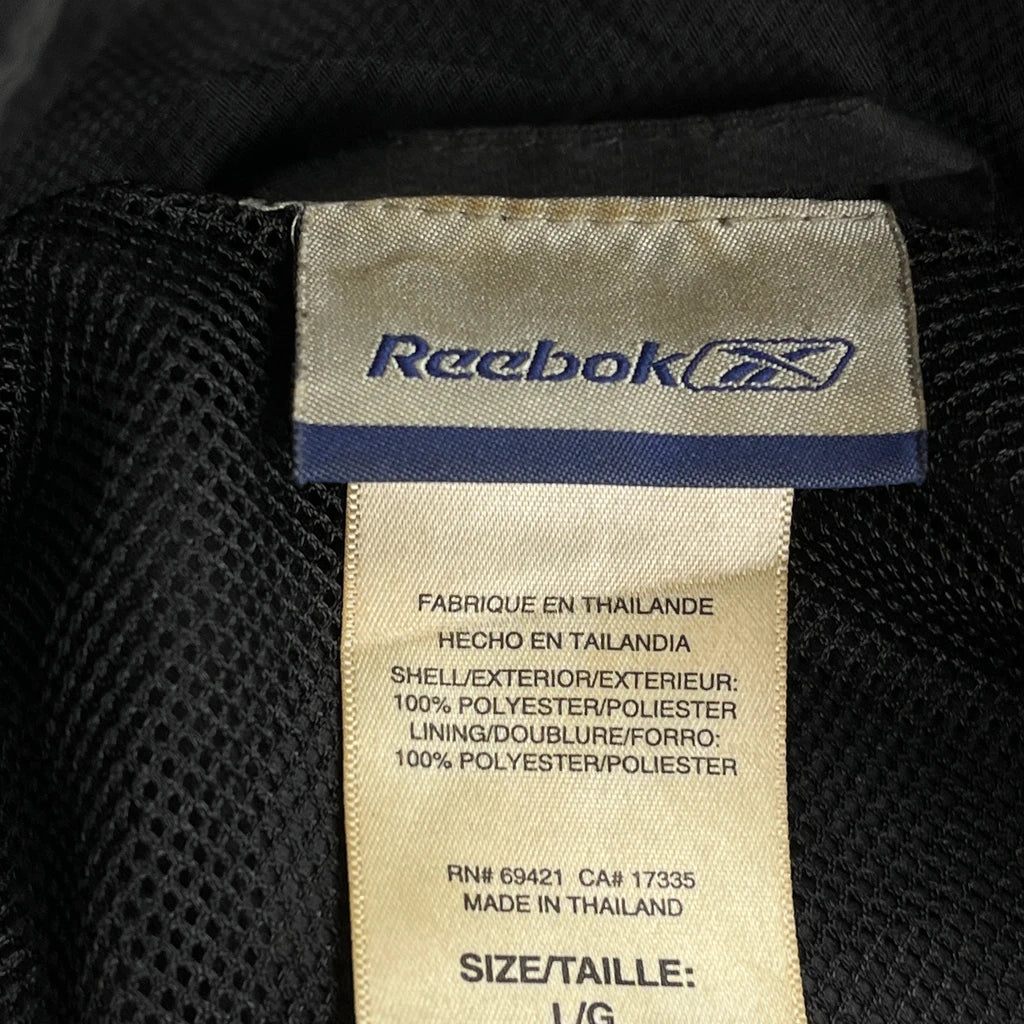 Reebok
FABRIQUE EN THAILANDE
HECHO EN TAILANDIA
SHELL/EXTERIOR/EXTERIEUR:
100% POLYESTER/POLIESTER
LINING/DOUBLURE/FORRO:
100% POLYESTER/POLIESTER
RN# 69421 CA# 17335
MADE IN THAILAND
SIZE/TAILLE:
L/G